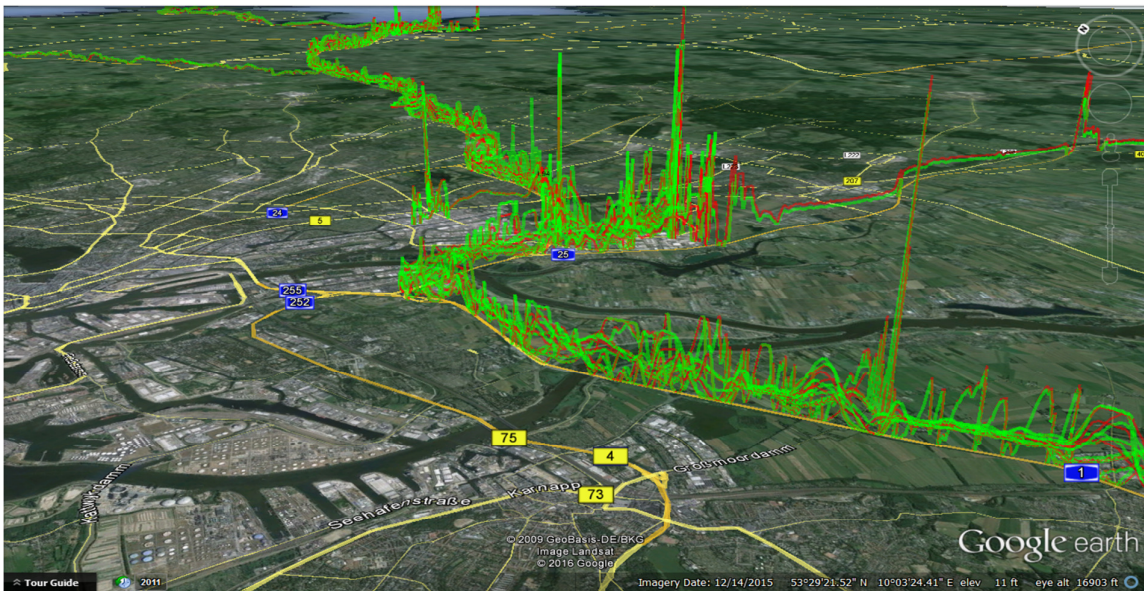 N
L222
207
24
5
25
255
252
75
4
Großmoordamm
1
73
Karnapp
Seehafenstraße
© 2009 GeoBasis-DE/BKG
Image Landsat
© 2016 Google
Google earth
Tour Guide
2011
Imagery Date: 12/14/2015 53°29'21.52" N 10°03'24.41" E elev 11 ft eye alt 16903 ft